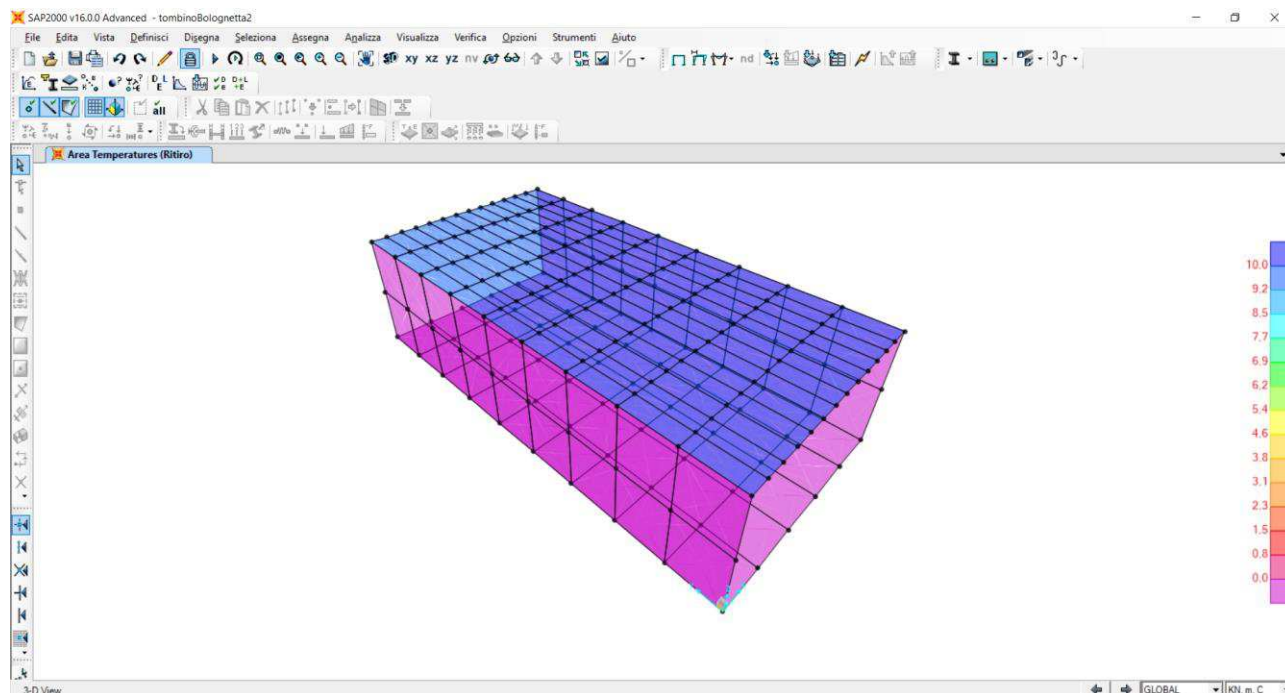 SAP2000 v16.0.0 Advanced - tombinoBolognetta2
File Edita Vista Definisci Disegna Seleziona Assegna Analizza Visualizza Verifica Opzioni Strumenti Aiuto
3D xy xz yz nv nd
all
Area Temperatures (Ritiro)
10.0
9.2
8.5
7.7
6.9
6.2
5.4
4.6
3.8
3.1
2.3
1.5
0.8
0.0
3-D View GLOBAL KN, m, C